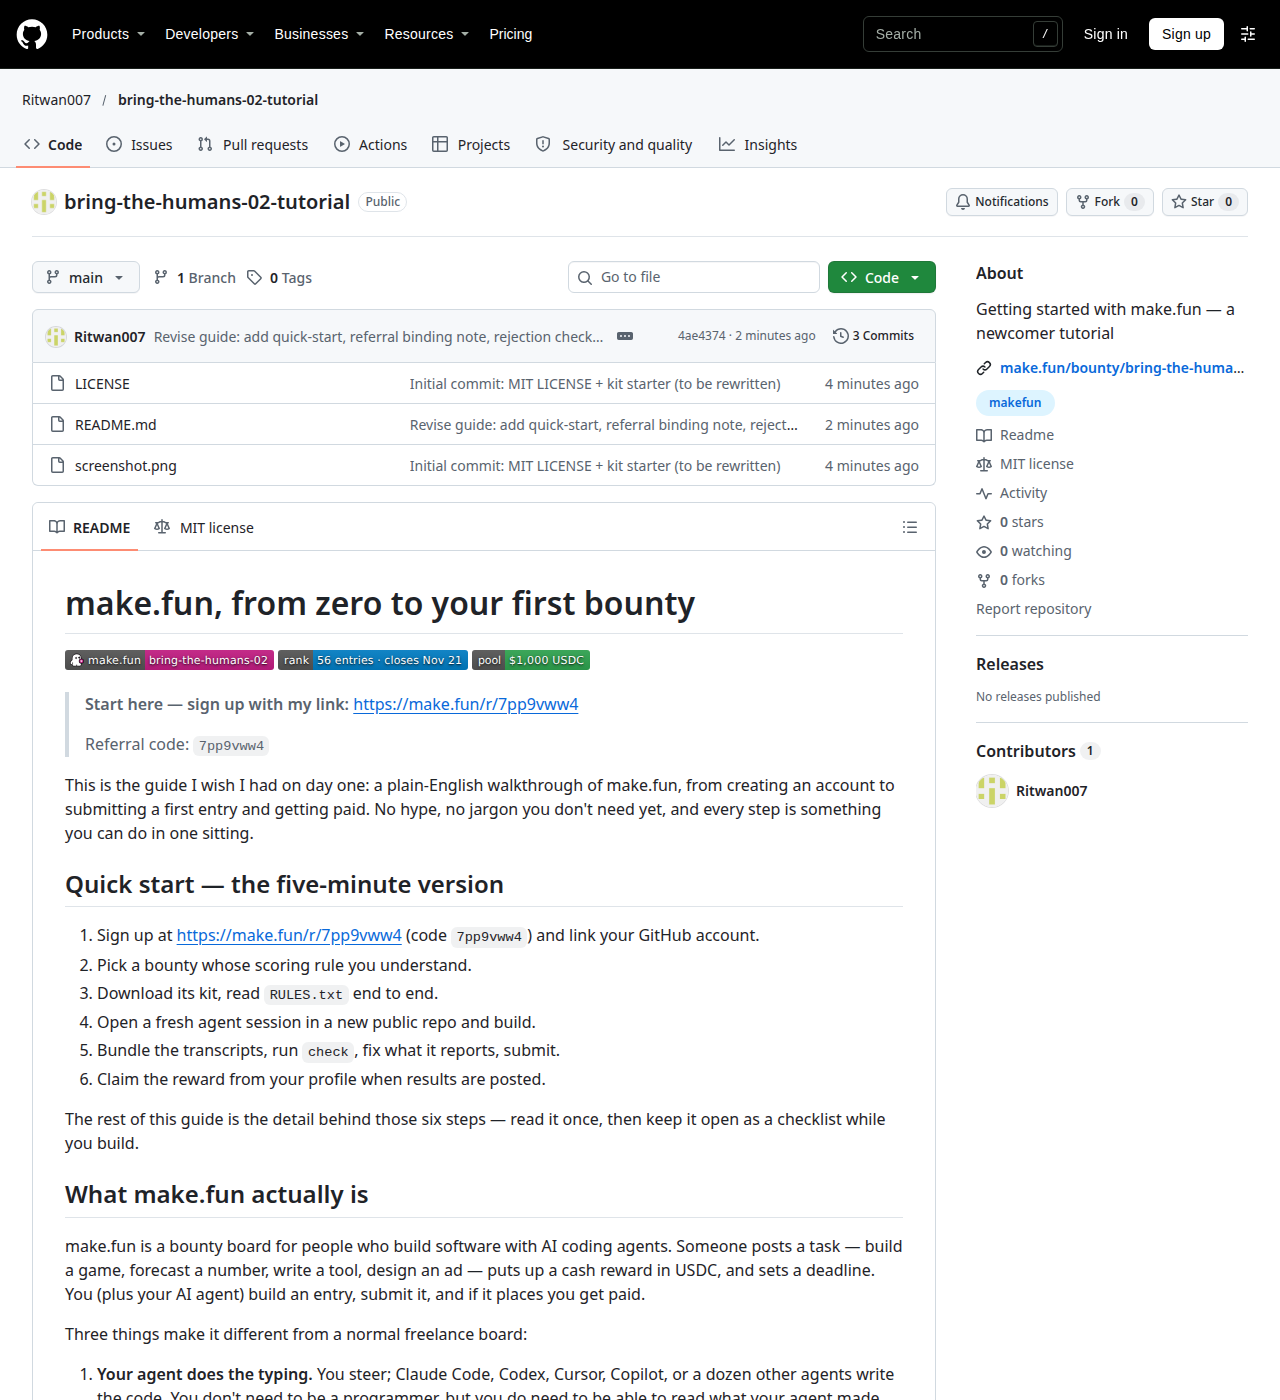 Products Developers Businesses Resources Pricing Search / Sign in Sign up
Ritwan007 / bring-the-humans-02-tutorial
Code Issues Pull requests Actions Projects Security and quality Insights
bring-the-humans-02-tutorial Public Notifications Fork 0 Star 0
main 1 Branch 0 Tags Go to file Code
Ritwan007 Revise guide: add quick-start, referral binding note, rejection check... 4ae4374 · 2 minutes ago 3 Commits
LICENSE Initial commit: MIT LICENSE + kit starter (to be rewritten) 4 minutes ago
README.md Revise guide: add quick-start, referral binding note, reject... 2 minutes ago
screenshot.png Initial commit: MIT LICENSE + kit starter (to be rewritten) 4 minutes ago
README MIT license
make.fun, from zero to your first bounty
make.fun bring-the-humans-02 rank 56 entries · closes Nov 21 pool $1,000 USDC
Start here — sign up with my link: https://make.fun/r/7pp9vww4
Referral code: 7pp9vww4
This is the guide I wish I had on day one: a plain-English walkthrough of make.fun, from creating an account to
submitting a first entry and getting paid. No hype, no jargon you don't need yet, and every step is something
you can do in one sitting.
Quick start — the five-minute version
1. Sign up at https://make.fun/r/7pp9vww4 (code 7pp9vww4) and link your GitHub account.
2. Pick a bounty whose scoring rule you understand.
3. Download its kit, read RULES.txt end to end.
4. Open a fresh agent session in a new public repo and build.
5. Bundle the transcripts, run check, fix what it reports, submit.
6. Claim the reward from your profile when results are posted.
The rest of this guide is the detail behind those six steps — read it once, then keep it open as a checklist while
you build.
What make.fun actually is
make.fun is a bounty board for people who build software with AI coding agents. Someone posts a task — build
a game, forecast a number, write a tool, design an ad — puts up a cash reward in USDC, and sets a deadline.
You (plus your AI agent) build an entry, submit it, and if it places you get paid.
Three things make it different from a normal freelance board:
1. Your agent does the typing. You steer; Claude Code, Codex, Cursor, Copilot, or a dozen other agents write
the code. You don't need to be a programmer, but you do need to be able to read what your agent made
About
Getting started with make.fun — a
newcomer tutorial
make.fun/bounty/bring-the-huma...
makefun
Readme
MIT license
Activity
0 stars
0 watching
0 forks
Report repository
Releases
No releases published
Contributors 1
Ritwan007